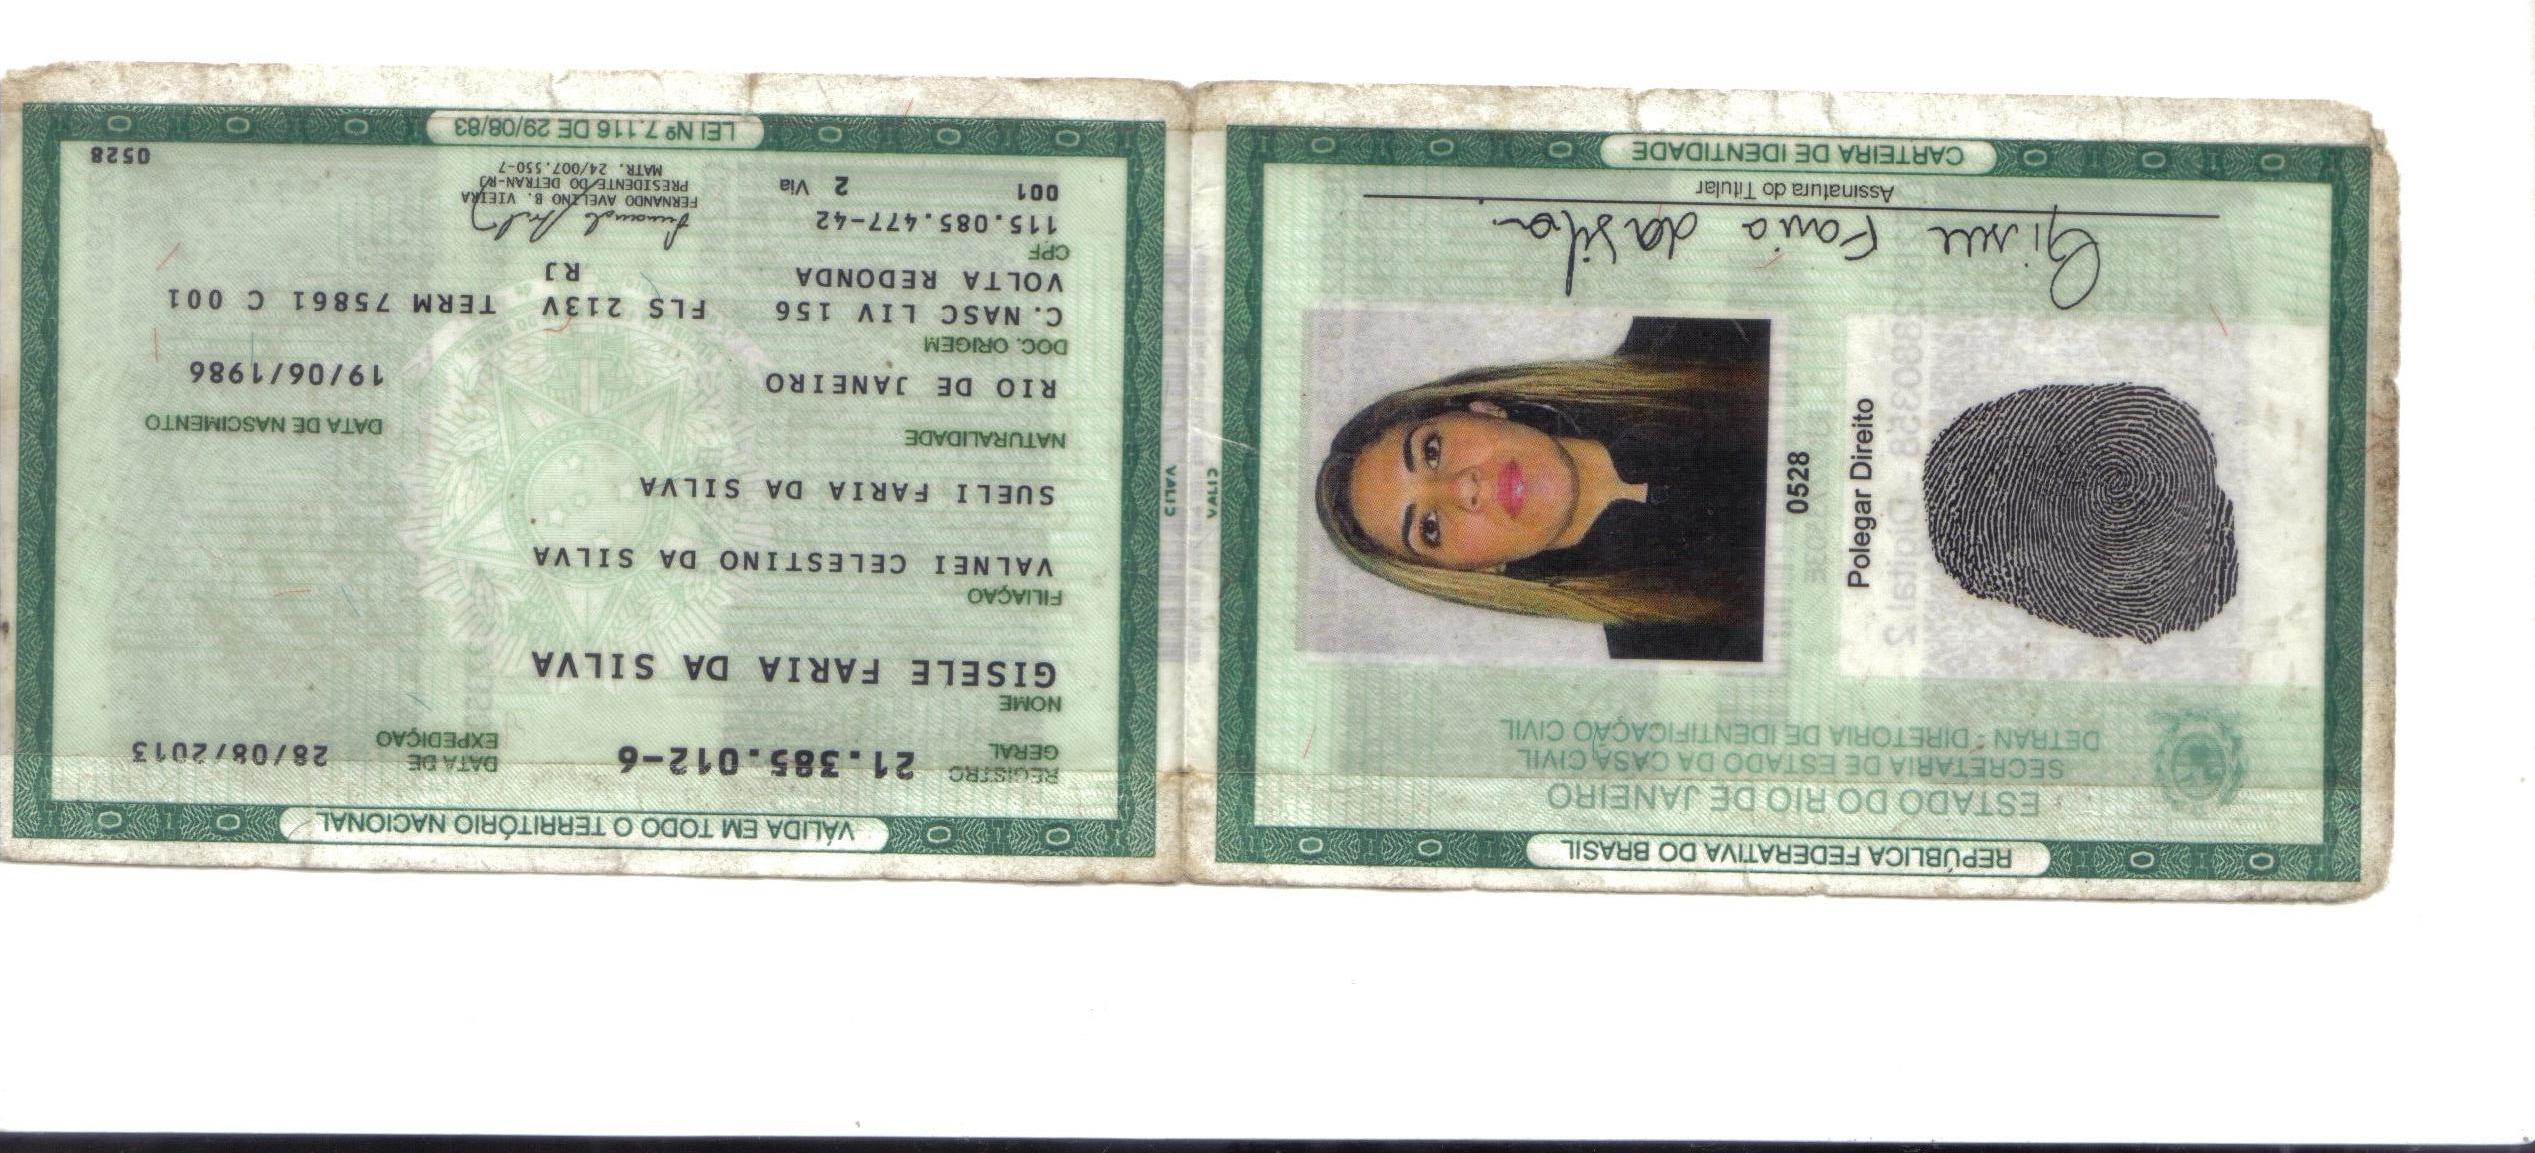 REPÚBLICA FEDERATIVA DO BRASIL
ESTADO DO RIO DE JANEIRO
SECRETARIA DE ESTADO DA CASA CIVIL
DETRAN - DIRETORIA DE IDENTIFICAÇÃO CIVIL
Polegar Direito
0528
Gisele Faria da Silva
Assinatura do Titular
CARTEIRA DE IDENTIDADE
VÁLIDA EM TODO O TERRITÓRIO NACIONAL
REGISTRO GERAL 21.385.012-6 DATA DE EXPEDIÇÃO 28/08/2013
NOME
GISELE FARIA DA SILVA
FILIAÇÃO
VALNEI CELESTINO DA SILVA
SUELI FARIA DA SILVA
NATURALIDADE DATA DE NASCIMENTO
RIO DE JANEIRO 19/06/1986
DOC. ORIGEM
C. NASC LIV 156 FLS 213V TERM 75861 C 001
VOLTA REDONDA RJ
CPF
115.085.477-42
001 2 Via
FERNANDO AVELINO B. VIEIRA
PRESIDENTE DO DETRAN-RJ
MATR. 24/007.550-7
0528
LEI Nº 7.116 DE 29/08/83